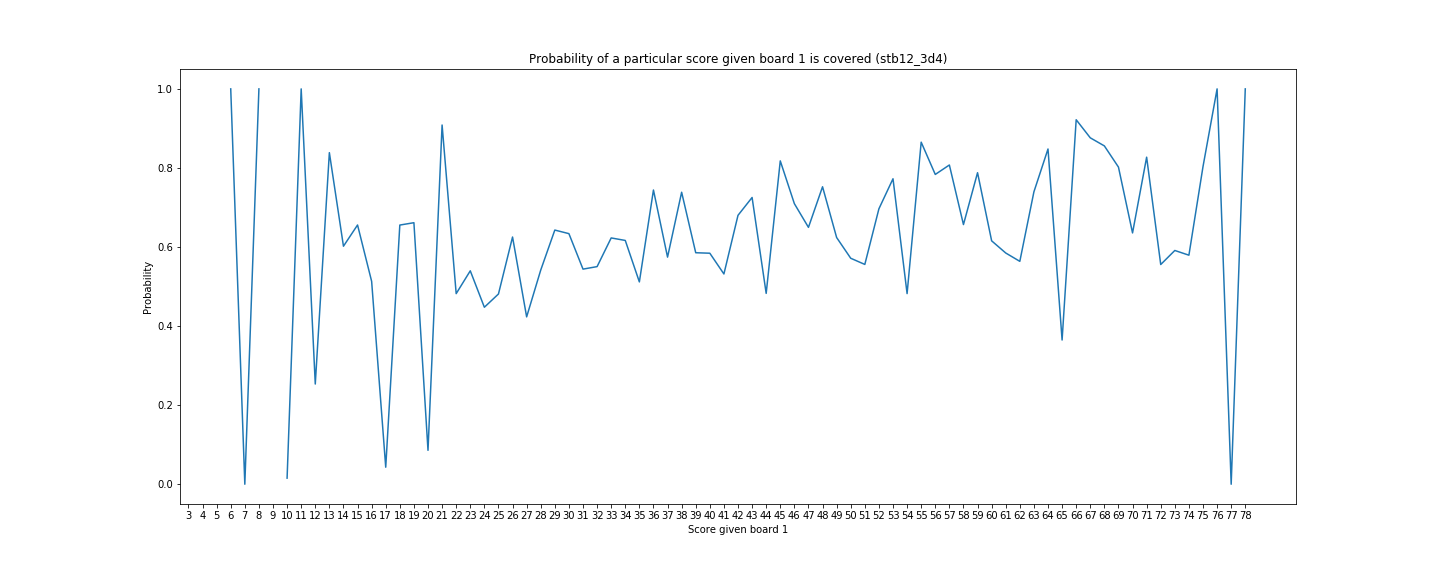 Probability of a particular score given board 1 is covered (stb12_3d4)
1.0
0.8
0.6
0.4
0.2
0.0
Probability
3 4 5 6 7 8 9 10 11 12 13 14 15 16 17 18 19 20 21 22 23 24 25 26 27 28 29 30 31 32 33 34 35 36 37 38 39 40 41 42 43 44 45 46 47 48 49 50 51 52 53 54 55 56 57 58 59 60 61 62 63 64 65 66 67 68 69 70 71 72 73 74 75 76 77 78
Score given board 1